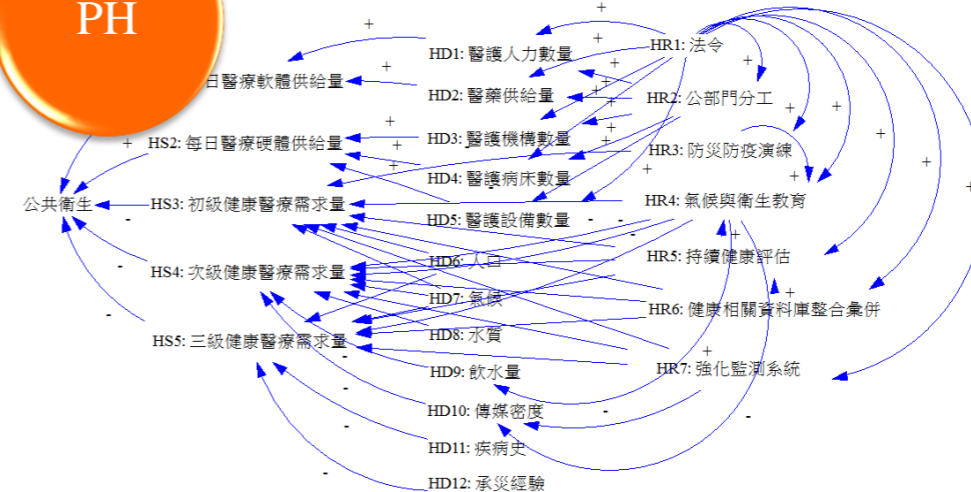 PH
日醫療軟體供給量
HS2: 每日醫療硬體供給量
公共衛生
HS3: 初級健康醫療需求量
HS4: 次級健康醫療需求量
HS5: 三級健康醫療需求量
HD1: 醫護人力數量
HD2: 醫藥供給量
HD3: 醫護機構數量
HD4: 醫護病床數量
HD5: 醫護設備數量
HD6: 人口
HD7: 氣候
HD8: 水質
HD9: 飲水量
HD10: 傳媒密度
HD11: 疾病史
HD12: 承災經驗
HR1: 法令
HR2: 公部門分工
HR3: 防災防疫演練
HR4: 氣候與衛生教育
HR5: 持續健康評估
HR6: 健康相關資料庫整合彙併
HR7: 強化監測系統